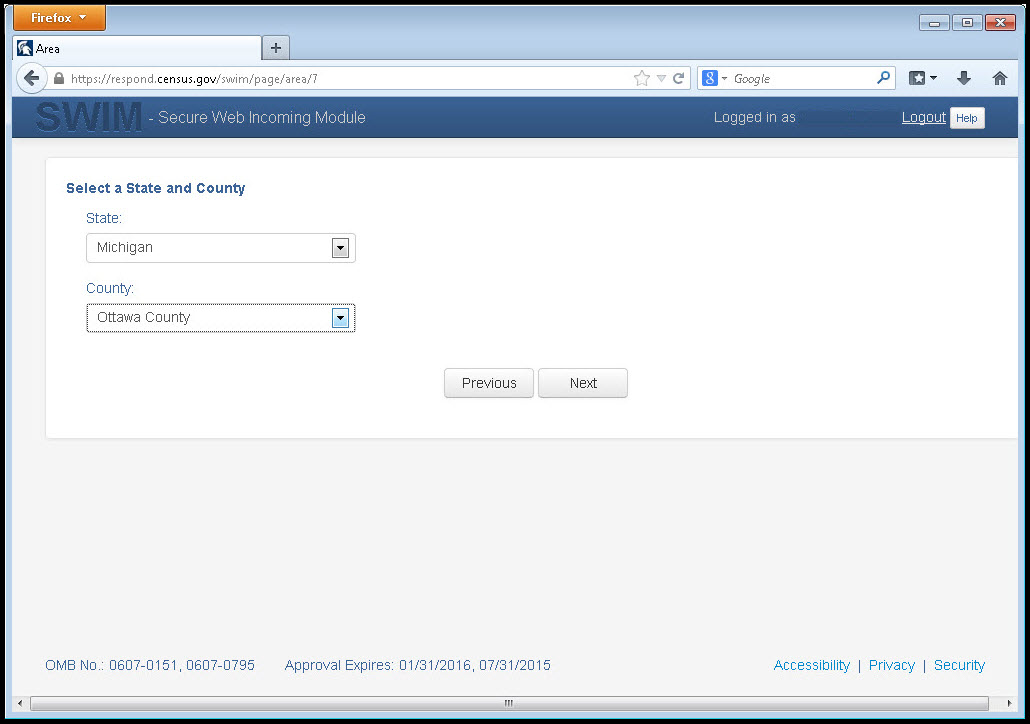 Firefox
Area
https://respond.census.gov/swim/page/area/7
Google
SWIM - Secure Web Incoming Module
Logged in as
Logout
Help
Select a State and County
State:
Michigan
County:
Ottawa County
Previous
Next
OMB No.: 0607-0151, 0607-0795 Approval Expires: 01/31/2016, 07/31/2015
Accessibility | Privacy | Security